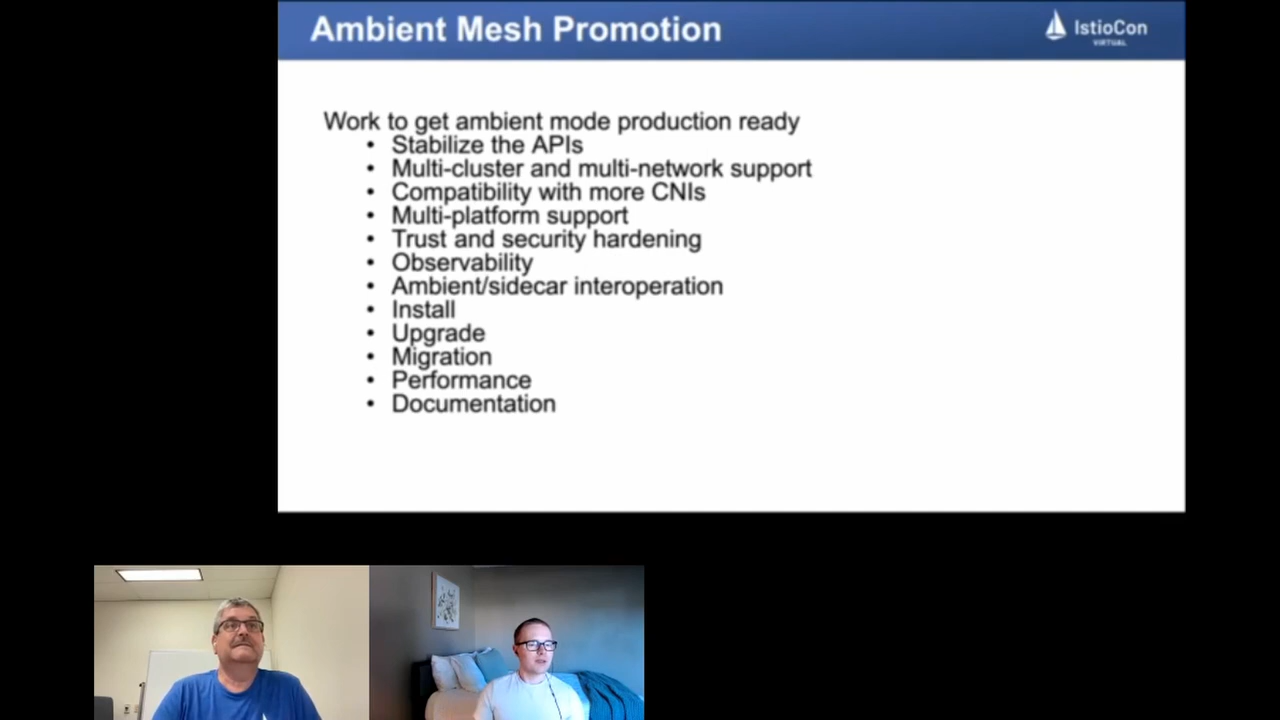 Ambient Mesh Promotion
IstioCon
VIRTUAL
Work to get ambient mode production ready
• Stabilize the APIs
• Multi-cluster and multi-network support
• Compatibility with more CNIs
• Multi-platform support
• Trust and security hardening
• Observability
• Ambient/sidecar interoperation
• Install
• Upgrade
• Migration
• Performance
• Documentation